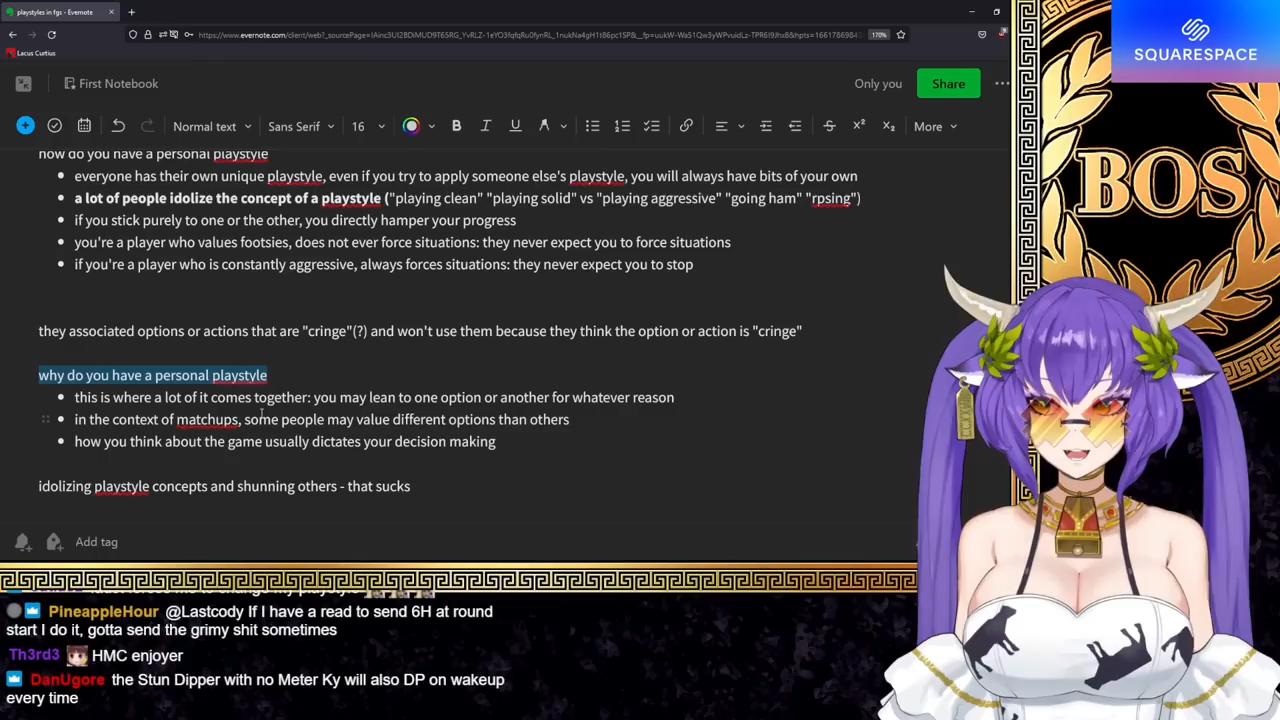 playstyles in fgs - Evernote
https://www.evernote.com/client/web?_sourcePage=
170%
Lacus Curtius
SQUARESPACE
First Notebook
Only you
Share
Normal text
Sans Serif
16
B
I
U
A
S
More
how do you have a personal playstyle
everyone has their own unique playstyle, even if you try to apply someone else's playstyle, you will always have bits of your own
a lot of people idolize the concept of a playstyle ("playing clean" "playing solid" vs "playing aggressive" "going ham" "rpsing")
if you stick purely to one or the other, you directly hamper your progress
you're a player who values footsies, does not ever force situations: they never expect you to force situations
if you're a player who is constantly aggressive, always forces situations: they never expect you to stop
they associated options or actions that are "cringe"(?) and won't use them because they think the option or action is "cringe"
why do you have a personal playstyle
this is where a lot of it comes together: you may lean to one option or another for whatever reason
in the context of matchups, some people may value different options than others
how you think about the game usually dictates your decision making
idolizing playstyle concepts and shunning others - that sucks
Add tag
BOS
PineappleHour @Lastcody If I have a read to send 6H at round
start I do it, gotta send the grimy shit sometimes
Th3rd3 HMC enjoyer
DanUgore the Stun Dipper with no Meter Ky will also DP on wakeup
every time